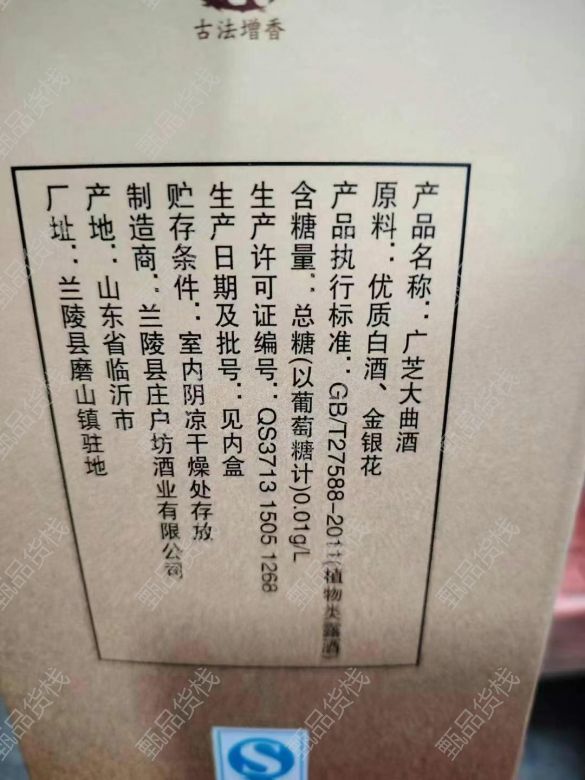 古法增香
产品名称：广芝大曲酒
原料：优质白酒、金银花
产品执行标准：GB/T27588-2011(植物类露酒)
含糖量：总糖(以葡萄糖计)0.01g/L
生产许可证编号：QS3713 1505 1268
生产日期及批号：见内盒
贮存条件：室内阴凉干燥处存放
制造商：兰陵县庄户坊酒业有限公司
产地：山东省临沂市
厂址：兰陵县磨山镇驻地
甄品货栈